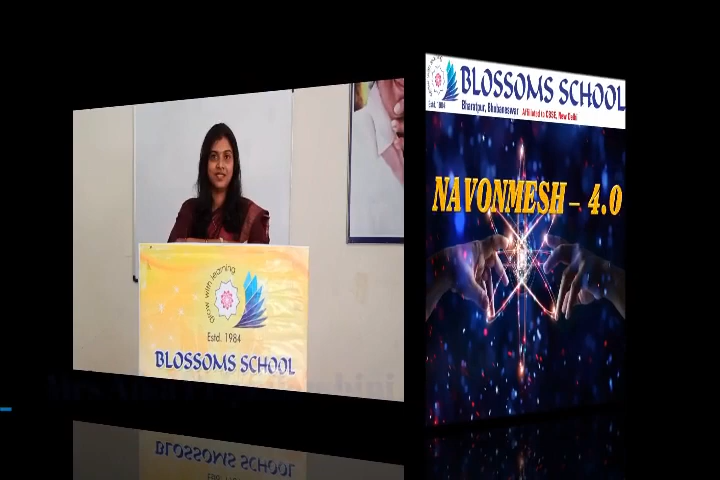 grow with learning
Estd. 1984
BLOSSOMS SCHOOL
Estd. 1984
BLOSSOMS SCHOOL
Bharatpur, Bhubaneswar Affiliated to CBSE, New Delhi
NAVONMESH – 4.0